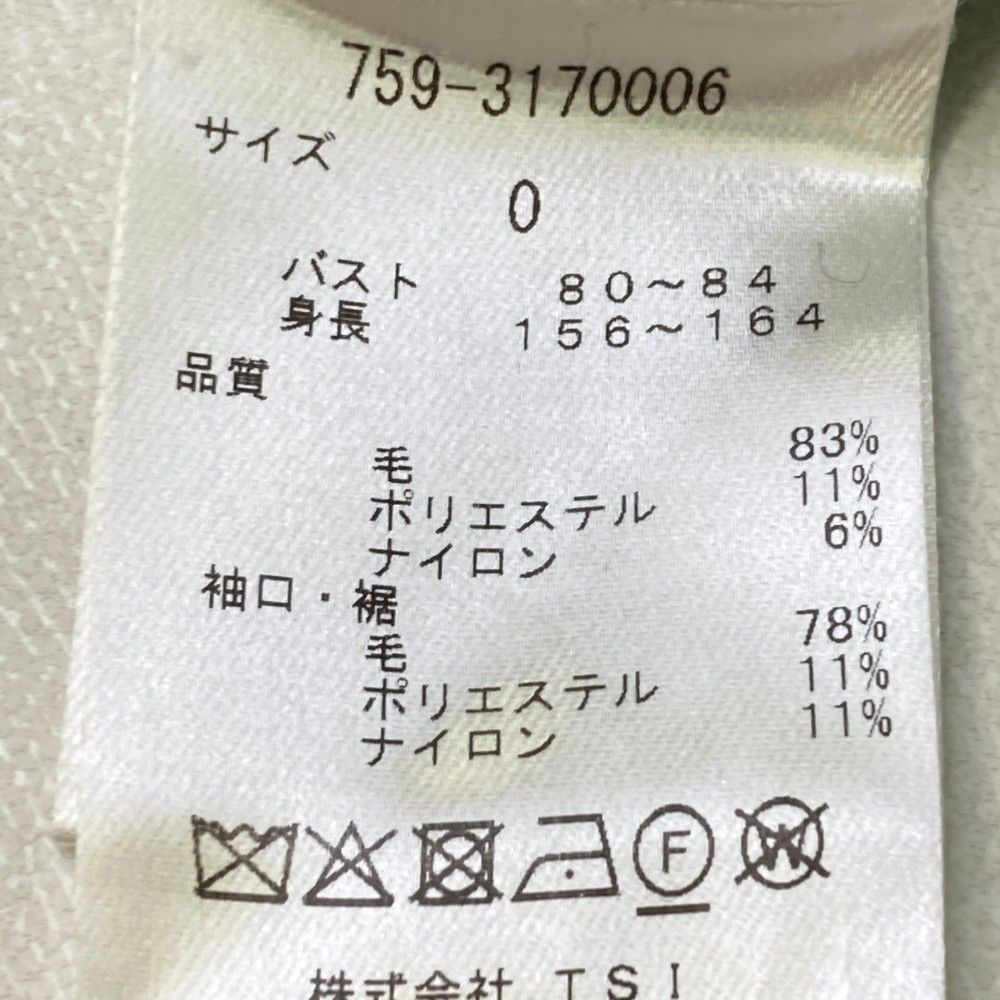 759-3170006
サイズ
0
バスト 80～84
身長 156～164
品質
毛 83%
ポリエステル 11%
ナイロン 6%
袖口・裾
毛 78%
ポリエステル 11%
ナイロン 11%
F W
株式会社 TSI